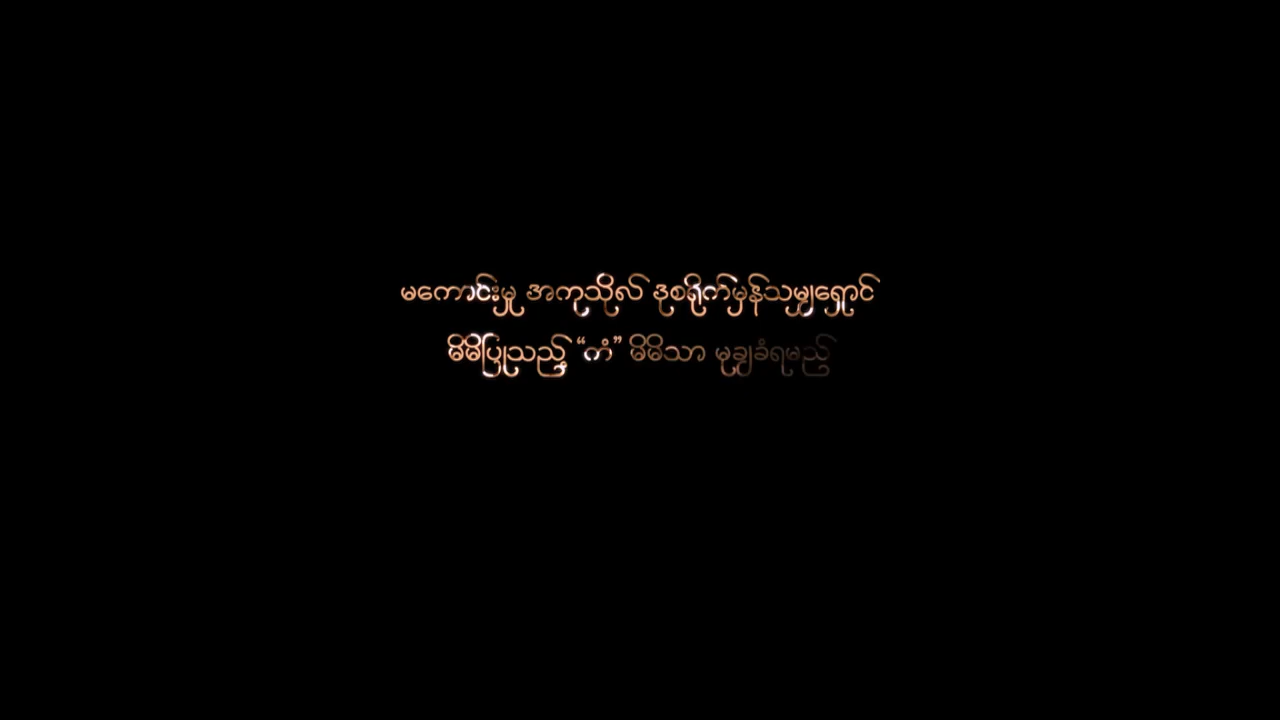 မကောင်းမှု အကုသိုလ် ဒုစရိုက်မှန်သမျှရှောင်
မိမိပြုသည့် “ကံ” မိမိသာ မုချခံရမည်